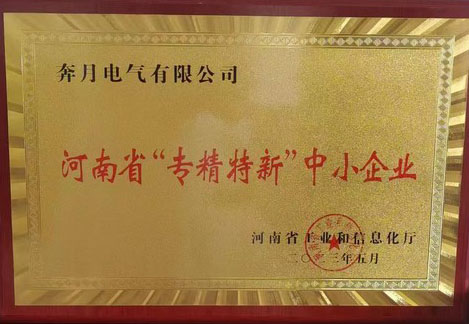 奔月电气有限公司
河南省“专精特新”中小企业
河南省工业和信息化厅
二〇二三年五月